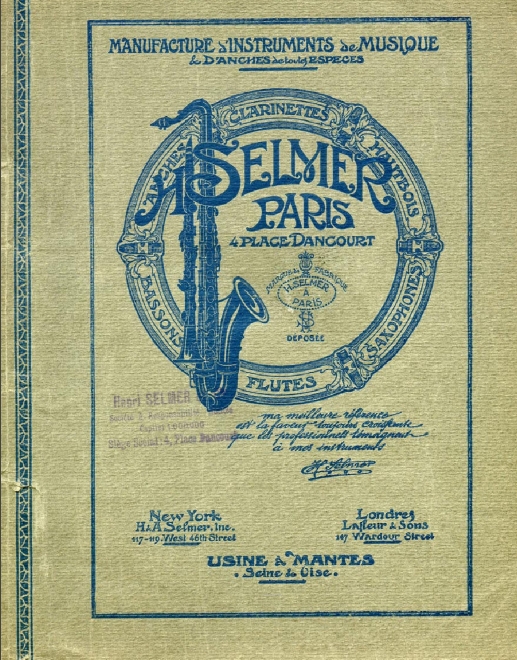 MANUFACTURE D'INSTRUMENTS de MUSIQUE
& D'ANCHES de toutes ESPECES
CLARINETTES
ANCHES
HAUTBOIS
H SELMER
PARIS
4 PLACE DANCOURT
MARQUE DE FABRIQUE
H. SELMER
A
PARIS
DEPOSEE
BASSONS
SAXOPHONES
FLUTES
Henri SELMER
Siège Social : 4, Place Dancourt
ma meilleure référence
est la faveur toujours croissante
que les professionnels témoignent
à mes instruments
H. Selmer
New York
H. & A. Selmer. Inc.
117-119. West 46th Street
Londres
Lafleur & Sons
147 Wardour Street
USINE à MANTES
Seine & Oise.